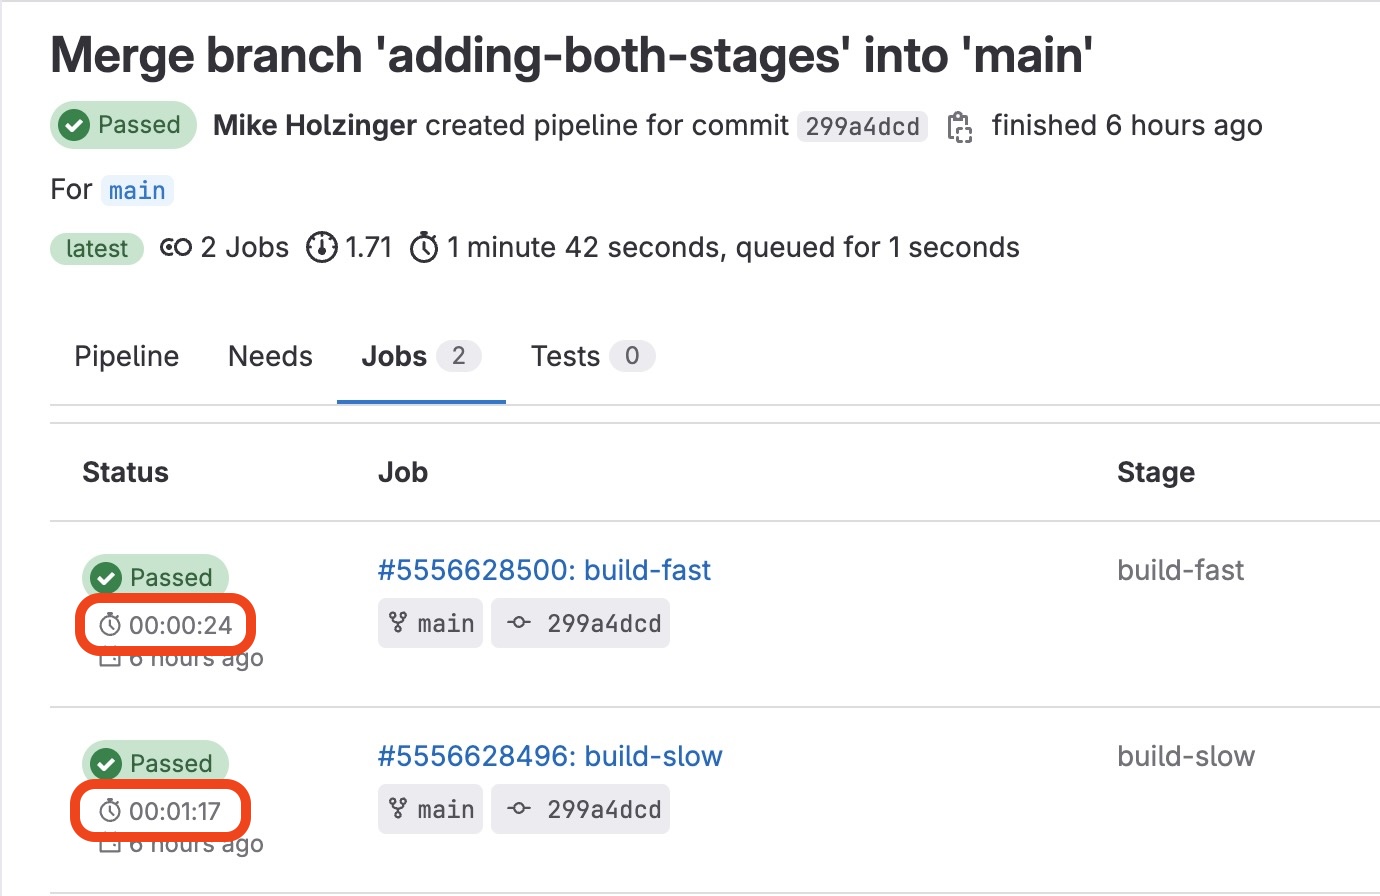 Merge branch 'adding-both-stages' into 'main'
Passed Mike Holzinger created pipeline for commit 299a4dcd finished 6 hours ago
For main
latest 2 Jobs 1.71 1 minute 42 seconds, queued for 1 seconds
Pipeline Needs Jobs 2 Tests 0
Status Job Stage
Passed #5556628500: build-fast build-fast
00:00:24 main 299a4dcd
6 hours ago
Passed #5556628496: build-slow build-slow
00:01:17 main 299a4dcd
6 hours ago